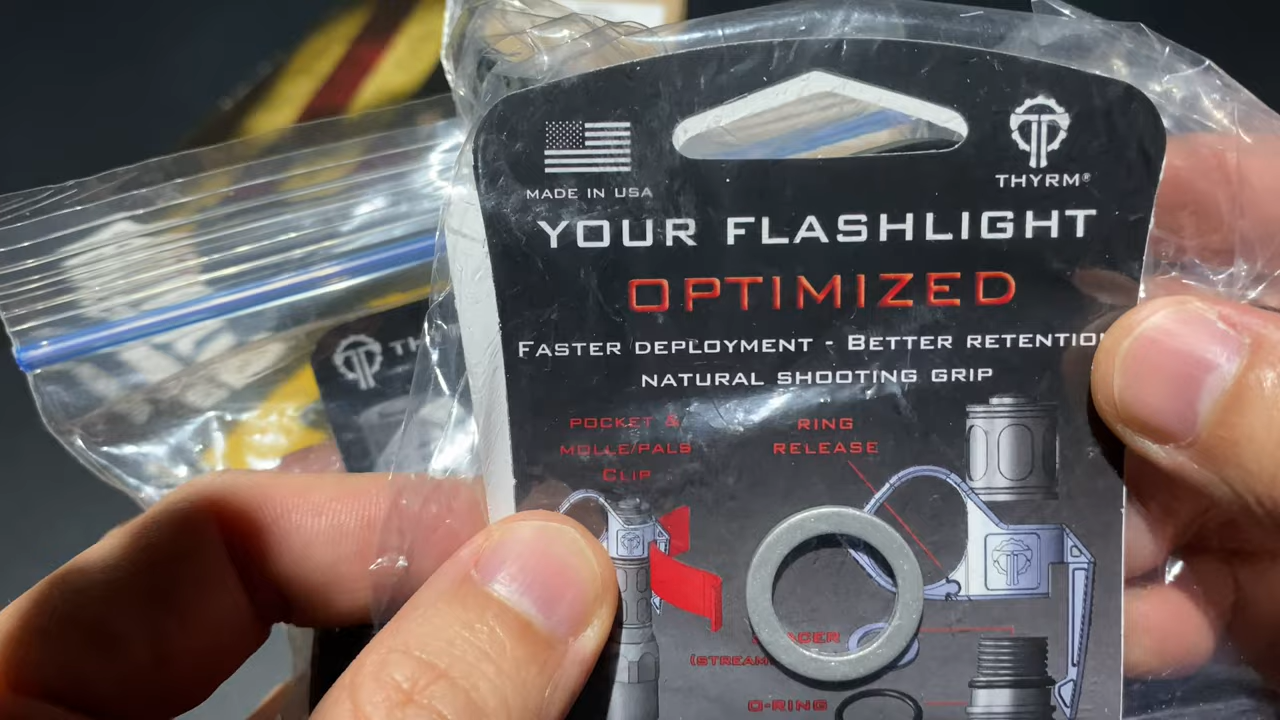 MADE IN USA
THYRM®
YOUR FLASHLIGHT
OPTIMIZED
FASTER DEPLOYMENT - BETTER RETENTION
NATURAL SHOOTING GRIP
POCKET &
MOLLE/PALS
CLIP
RING
RELEASE
O-RING